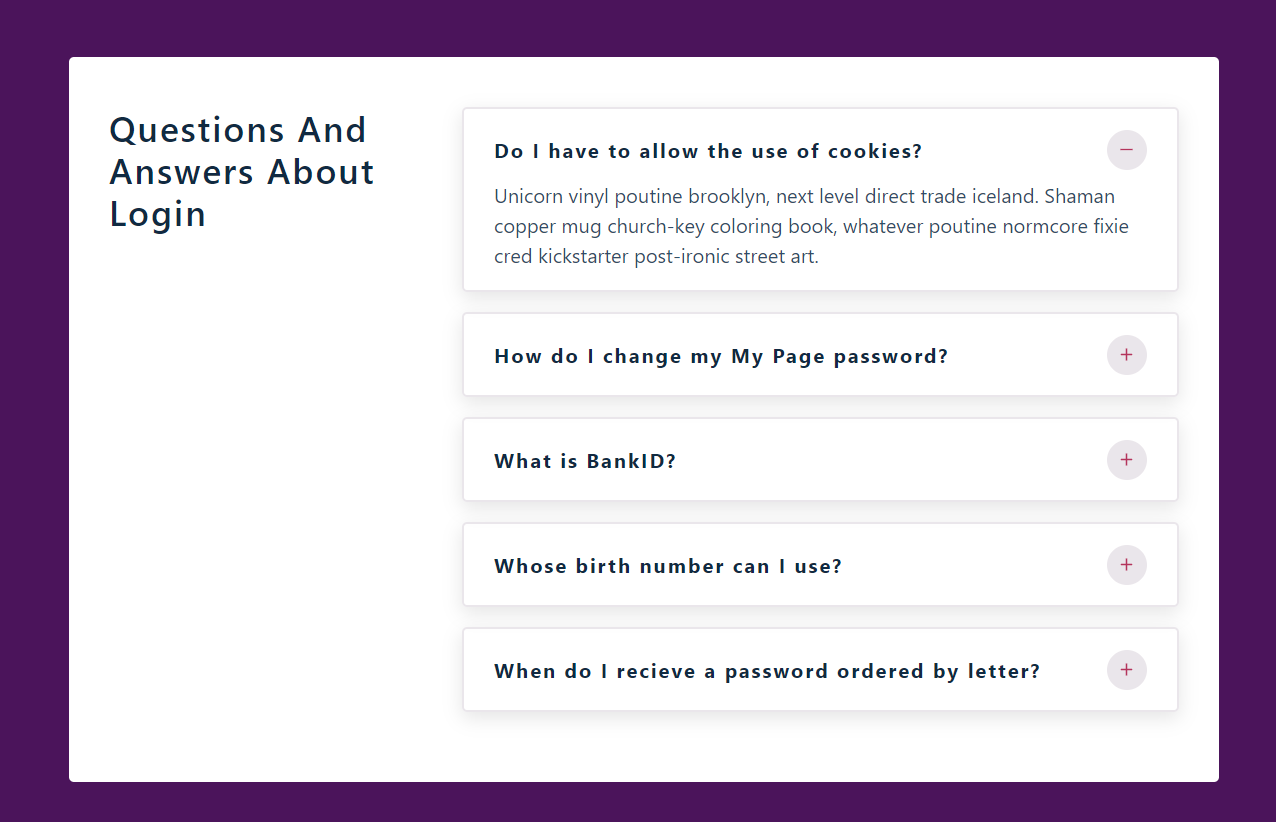 Questions And
Answers About
Login
Do I have to allow the use of cookies?
Unicorn vinyl poutine brooklyn, next level direct trade iceland. Shaman
copper mug church-key coloring book, whatever poutine normcore fixie
cred kickstarter post-ironic street art.
How do I change my My Page password?
What is BankID?
Whose birth number can I use?
When do I recieve a password ordered by letter?